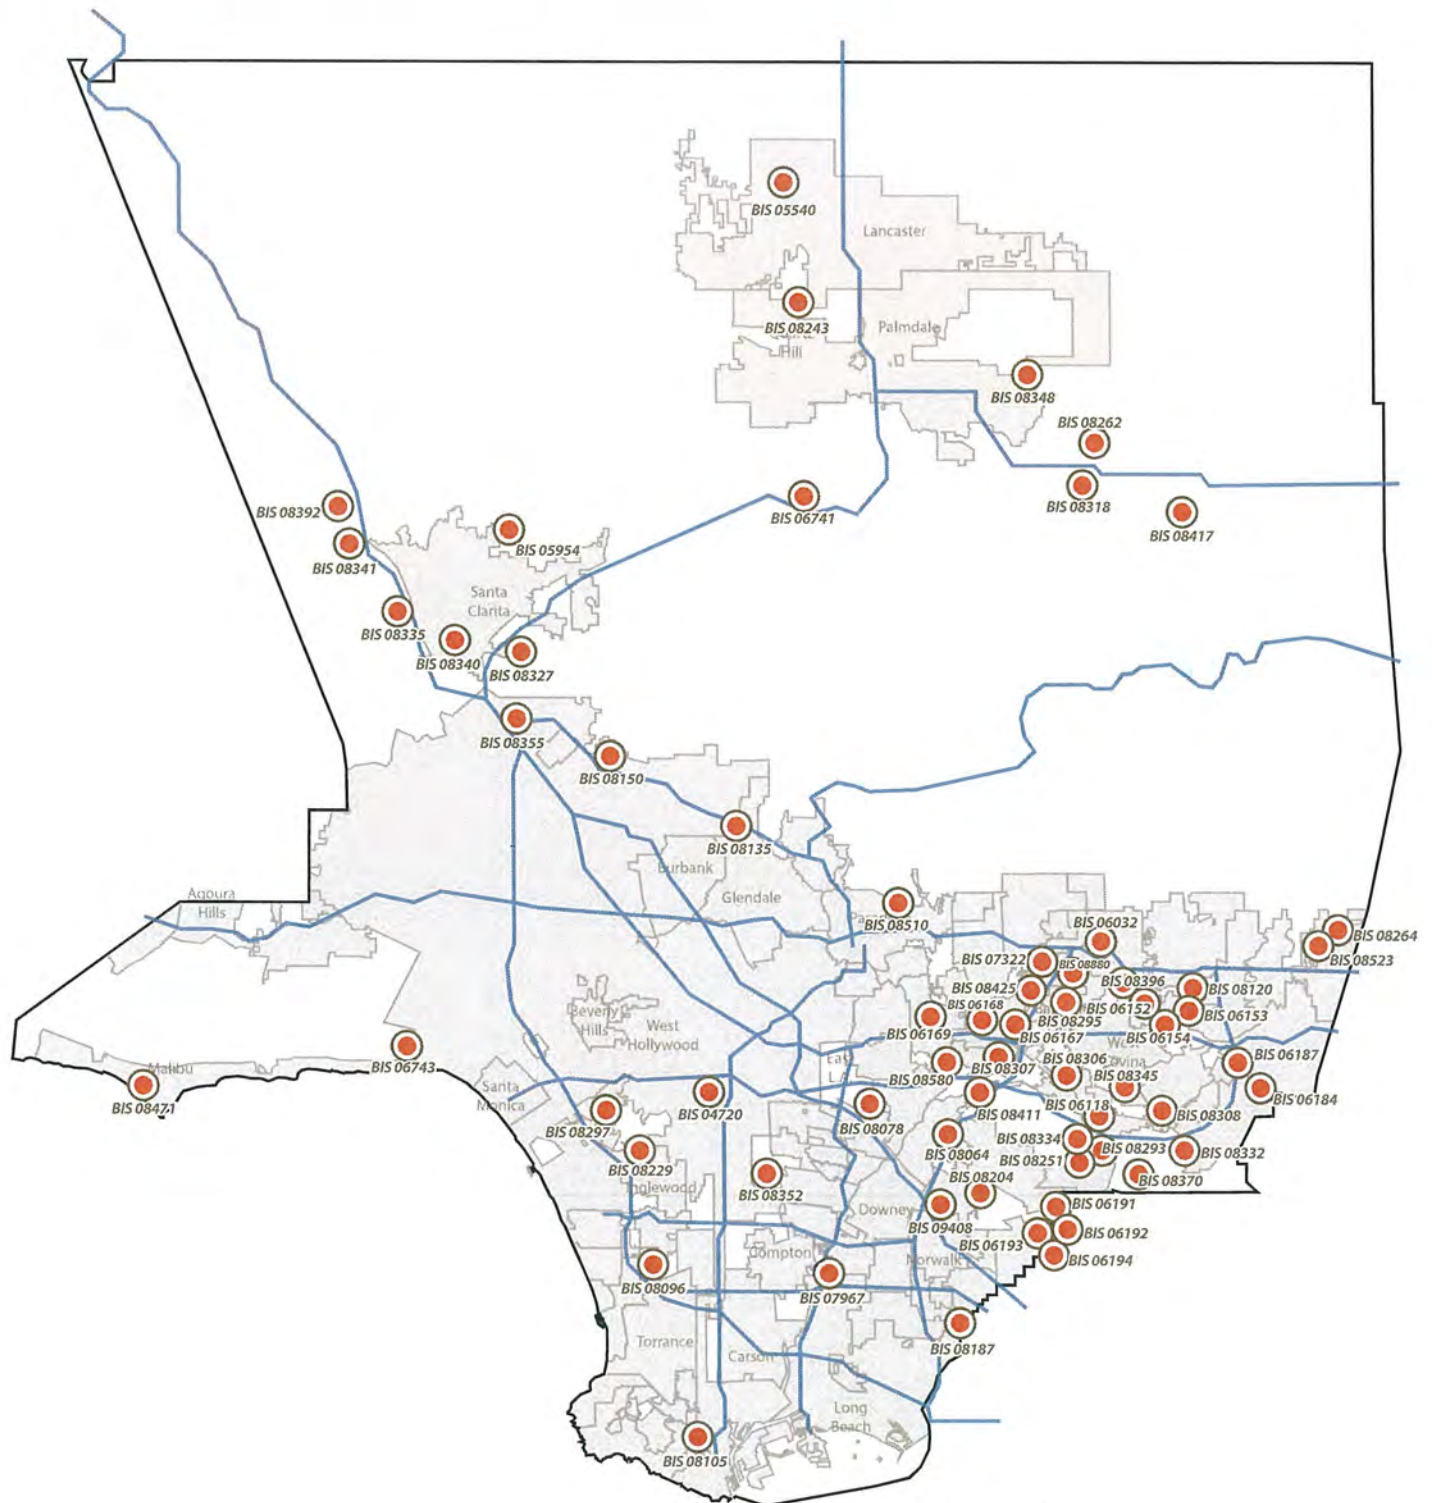 BIS 05540
Lancaster
BIS 08243
Palmdale
Hill
BIS 08348
BIS 08262
BIS 08392
BIS 06741
BIS 08318
BIS 08417
BIS 05954
BIS 08341
Santa
Clarita
BIS 08335
BIS 08340
BIS 08327
BIS 08355
BIS 08150
BIS 08135
Burbank
Glendale
Agoura
Hills
BIS 08510
BIS 06032
BIS 08264
BIS 08523
BIS 07322
BIS 08880
BIS 08396
BIS 08425
BIS 08120
BIS 06168
BIS 06152
BIS 06153
BIS 08295
BIS 06169
BIS 06167
BIS 06154
Beverly
Hills
West
Hollywood
BIS 06743
East
L.A.
BIS 08306
BIS 06187
BIS 08580
BIS 08307
BIS 08345
Malibu
BIS 08471
Santa
Monica
BIS 04720
BIS 08078
BIS 08411
BIS 06118
BIS 08308
BIS 06184
BIS 08297
BIS 08334
BIS 08064
BIS 08293
BIS 08332
BIS 08251
BIS 08229
Inglewood
BIS 08352
BIS 08204
BIS 08370
Downey
BIS 09408
BIS 06191
BIS 06192
BIS 06193
BIS 06194
Compton
Norwalk
BIS 08096
BIS 07967
BIS 08187
Torrance
Carson
Long
Beach
BIS 08105